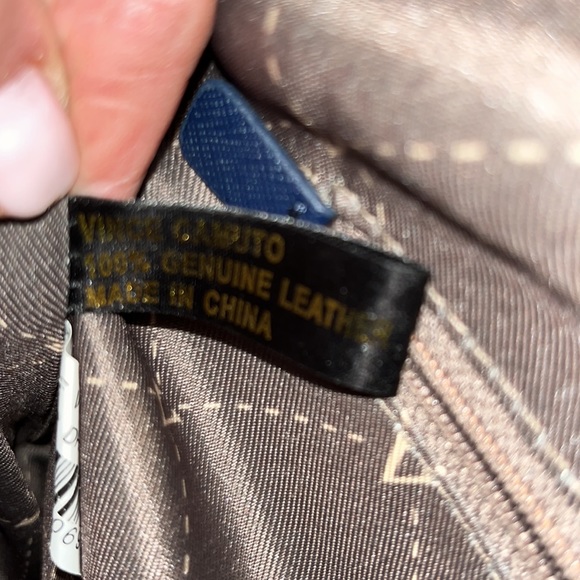 VINCE CAMUTO
100% GENUINE LEATHER
MADE IN CHINA